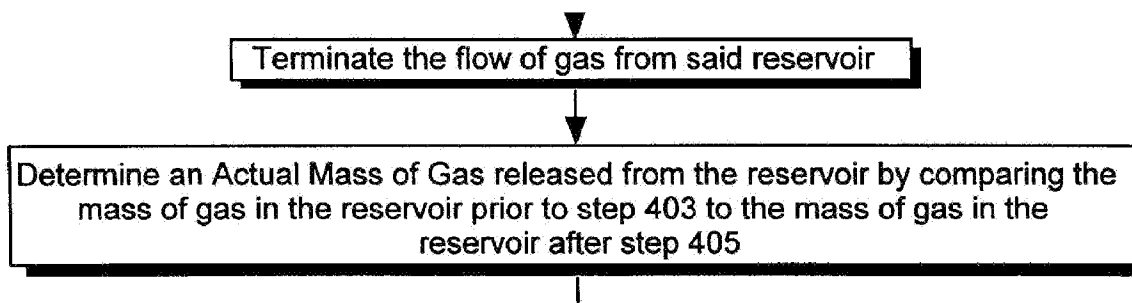 Terminate the flow of gas from said reservoir
Determine an Actual Mass of Gas released from the reservoir by comparing the
mass of gas in the reservoir prior to step 403 to the mass of gas in the
reservoir after step 405